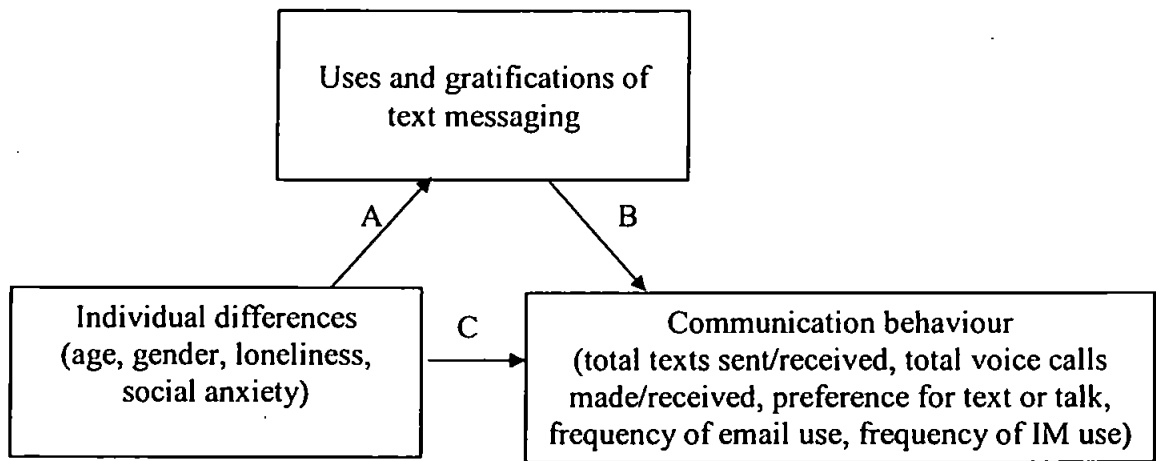 Uses and gratifications of
text messaging
A
B
Individual differences
(age, gender, loneliness,
social anxiety)
C
Communication behaviour
(total texts sent/received, total voice calls
made/received, preference for text or talk,
frequency of email use, frequency of IM use)